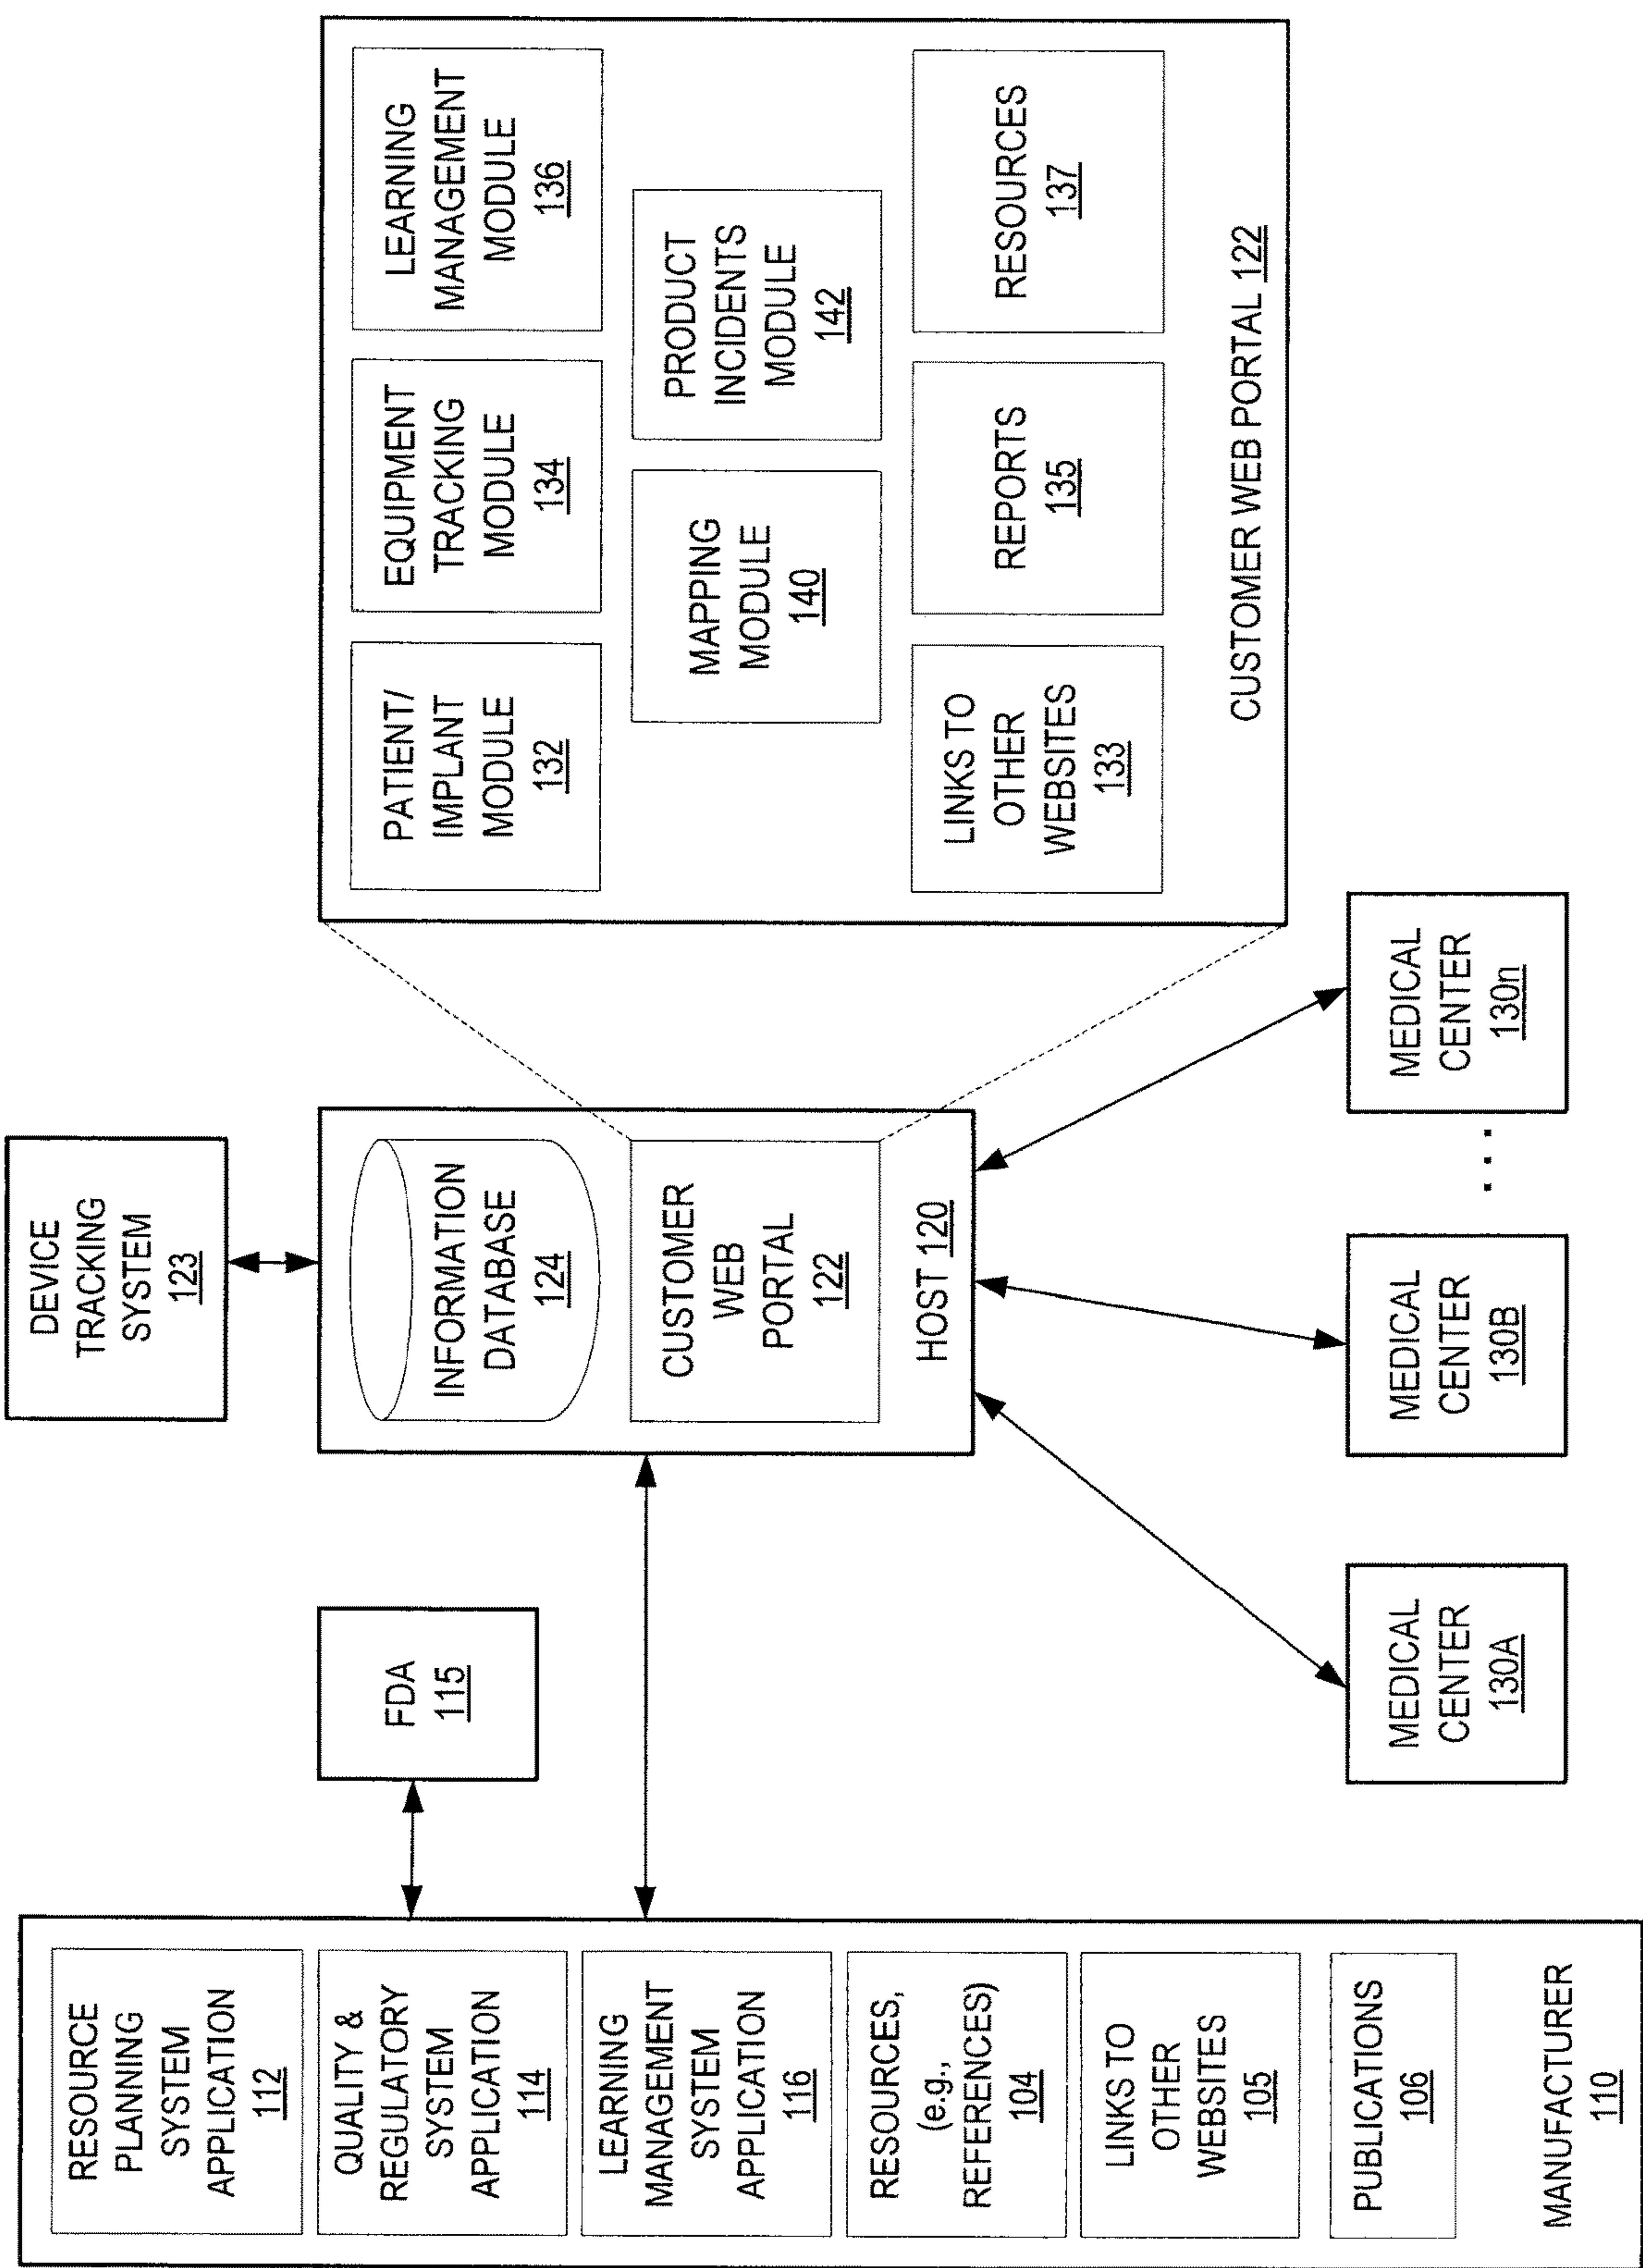 RESOURCE
PLANNING
SYSTEM
APPLICATION
112
QUALITY &
REGULATORY
SYSTEM
APPLICATION
114
LEARNING
MANAGEMENT
SYSTEM
APPLICATION
116
RESOURCES,
(e.g.,
REFERENCES)
104
LINKS TO
OTHER
WEBSITES
105
PUBLICATIONS
106
MANUFACTURER
110
FDA
115
DEVICE
TRACKING
SYSTEM
123
INFORMATION
DATABASE
124
CUSTOMER
WEB
PORTAL
122
HOST 120
MEDICAL
CENTER
130A
MEDICAL
CENTER
130B
. . .
MEDICAL
CENTER
130n
PATIENT/
IMPLANT
MODULE
132
EQUIPMENT
TRACKING
MODULE
134
LEARNING
MANAGEMENT
MODULE
136
MAPPING
MODULE
140
PRODUCT
INCIDENTS
MODULE
142
LINKS TO
OTHER
WEBSITES
133
REPORTS
135
RESOURCES
137
CUSTOMER WEB PORTAL 122